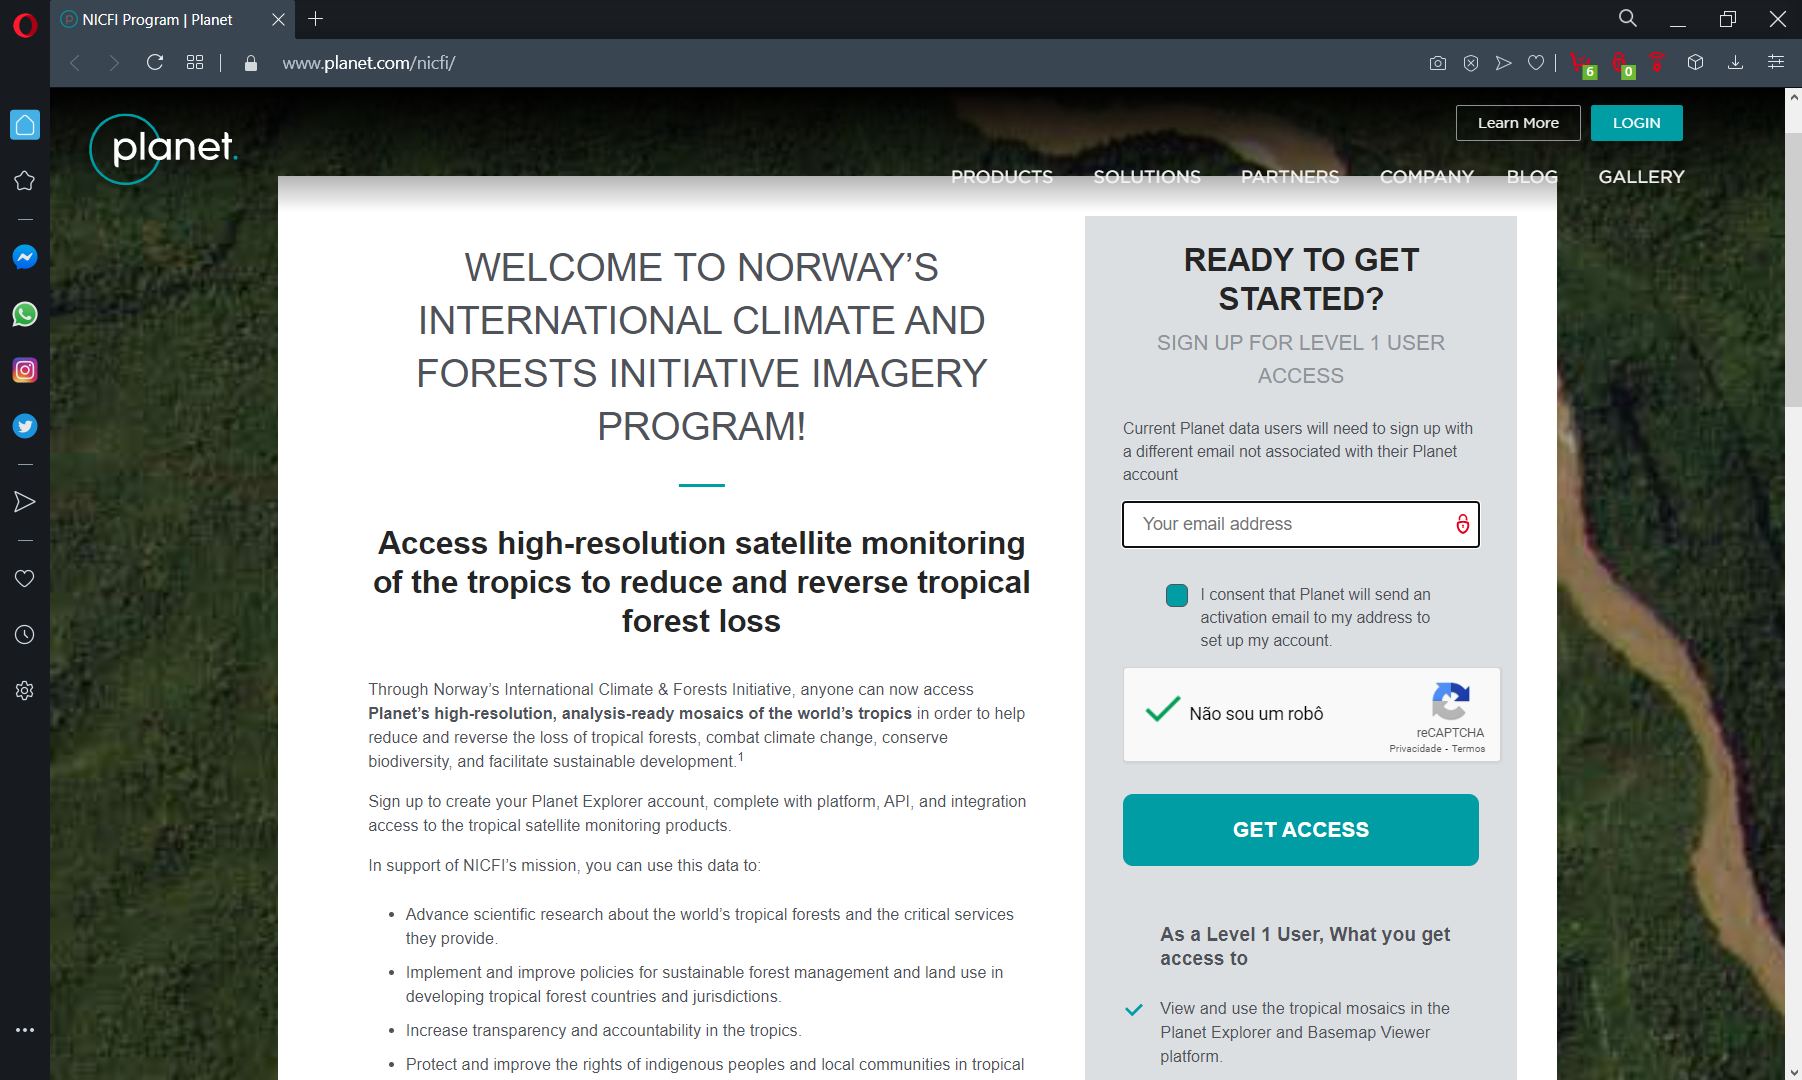 NICFI Program | Planet
www.planet.com/nicfi/
6
0
planet.
Learn More
LOGIN
PRODUCTS
SOLUTIONS
PARTNERS
COMPANY
BLOG
GALLERY
WELCOME TO NORWAY’S
INTERNATIONAL CLIMATE AND
FORESTS INITIATIVE IMAGERY
PROGRAM!
Access high-resolution satellite monitoring
of the tropics to reduce and reverse tropical
forest loss
Through Norway’s International Climate & Forests Initiative, anyone can now access
Planet’s high-resolution, analysis-ready mosaics of the world’s tropics in order to help
reduce and reverse the loss of tropical forests, combat climate change, conserve
biodiversity, and facilitate sustainable development.1
Sign up to create your Planet Explorer account, complete with platform, API, and integration
access to the tropical satellite monitoring products.
In support of NICFI’s mission, you can use this data to:
• Advance scientific research about the world’s tropical forests and the critical services
they provide.
• Implement and improve policies for sustainable forest management and land use in
developing tropical forest countries and jurisdictions.
• Increase transparency and accountability in the tropics.
• Protect and improve the rights of indigenous peoples and local communities in tropical
READY TO GET
STARTED?
SIGN UP FOR LEVEL 1 USER
ACCESS
Current Planet data users will need to sign up with
a different email not associated with their Planet
account
Your email address
I consent that Planet will send an
activation email to my address to
set up my account.
Não sou um robô
reCAPTCHA
Privacidade - Termos
GET ACCESS
As a Level 1 User, What you get
access to
View and use the tropical mosaics in the
Planet Explorer and Basemap Viewer
platform.